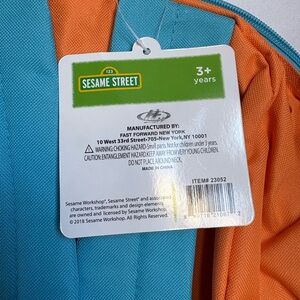 123
SESAME STREET
3+
years
MANUFACTURED BY:
FAST FORWARD NEW YORK
10 West 33rd Street-705-New York, NY 10001
⚠WARNING: CHOKING HAZARD-Small parts. Not for children under 3 years.
CAUTION: ENTANGLEMENT HAZARD. KEEP AWAY FROM YOUNG CHILDREN.
DO NOT PLACE AROUND NECK.
MADE IN CHINA
ITEM# 23052
Sesame Workshop®, Sesame Street® and associated
characters, trademarks and design elements
are owned and licensed by Sesame Workshop.
© 2018 Sesame Workshop. All Rights Reserved.